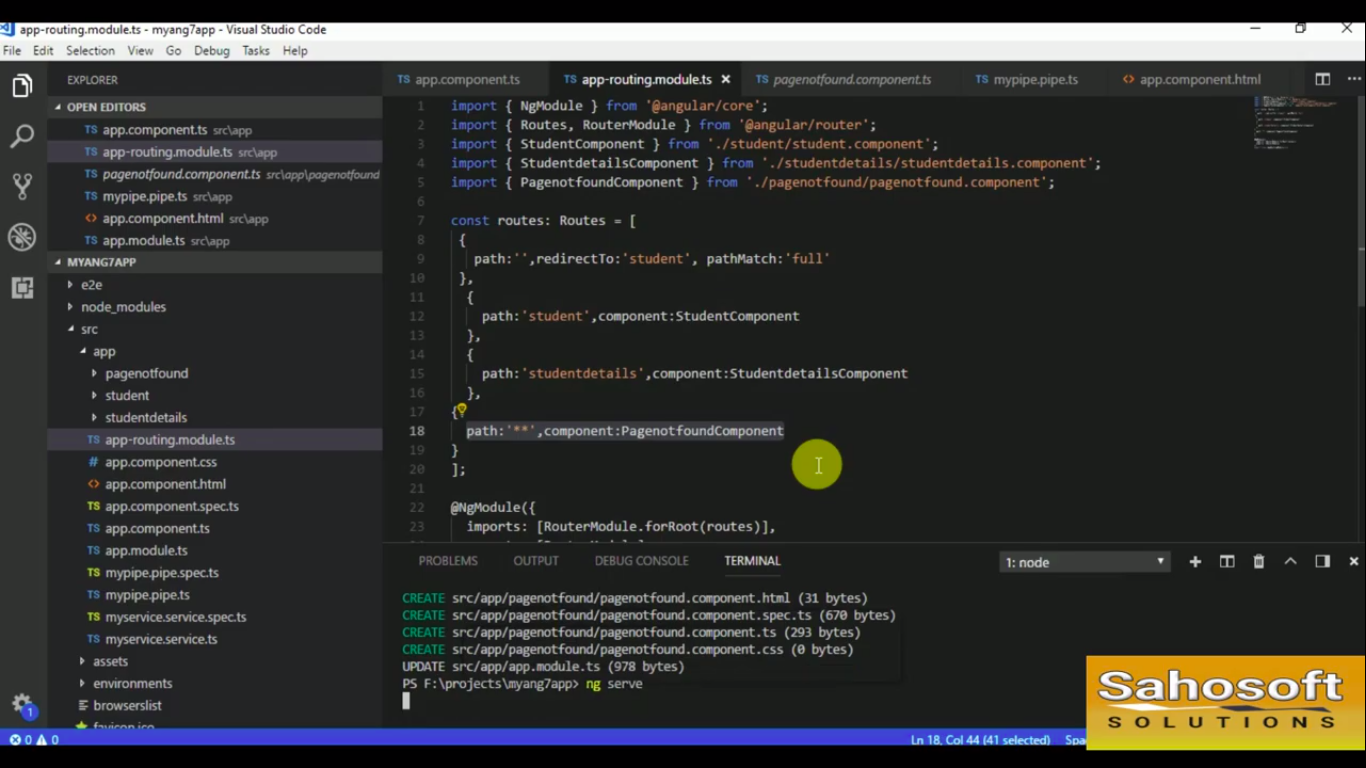 app-routing.module.ts - myang7app - Visual Studio Code
File Edit Selection View Go Debug Tasks Help
EXPLORER
OPEN EDITORS
TS app.component.ts src\app
TS app-routing.module.ts src\app
TS pagenotfound.component.ts src\app\pagenotfound
TS mypipe.pipe.ts src\app
<> app.component.html src\app
TS app.module.ts src\app
MYANG7APP
e2e
node_modules
src
app
pagenotfound
student
studentdetails
TS app-routing.module.ts
# app.component.css
<> app.component.html
TS app.component.spec.ts
TS app.component.ts
TS app.module.ts
TS mypipe.pipe.spec.ts
TS mypipe.pipe.ts
TS myservice.service.spec.ts
TS myservice.service.ts
assets
environments
browserslist
favicon.ico
1
TS app.component.ts TS app-routing.module.ts × TS pagenotfound.component.ts TS mypipe.pipe.ts <> app.component.html
1 import { NgModule } from '@angular/core';
2 import { Routes, RouterModule } from '@angular/router';
3 import { StudentComponent } from './student/student.component';
4 import { StudentdetailsComponent } from './studentdetails/studentdetails.component';
5 import { PagenotfoundComponent } from './pagenotfound/pagenotfound.component';
6
7 const routes: Routes = [
8 {
9 path:'',redirectTo:'student', pathMatch:'full'
10 },
11 {
12 path:'student',component:StudentComponent
13 },
14 {
15 path:'studentdetails',component:StudentdetailsComponent
16 },
17 {
18 path:'**',component:PagenotfoundComponent
19 }
20 ];
21
22 @NgModule({
23 imports: [RouterModule.forRoot(routes)],
PROBLEMS OUTPUT DEBUG CONSOLE TERMINAL 1: node
CREATE src/app/pagenotfound/pagenotfound.component.html (31 bytes)
CREATE src/app/pagenotfound/pagenotfound.component.spec.ts (670 bytes)
CREATE src/app/pagenotfound/pagenotfound.component.ts (293 bytes)
CREATE src/app/pagenotfound/pagenotfound.component.css (0 bytes)
UPDATE src/app/app.module.ts (978 bytes)
PS F:\projects\myang7app> ng serve
0 0 Ln 18, Col 44 (41 selected)
Sahosoft
SOLUTIONS